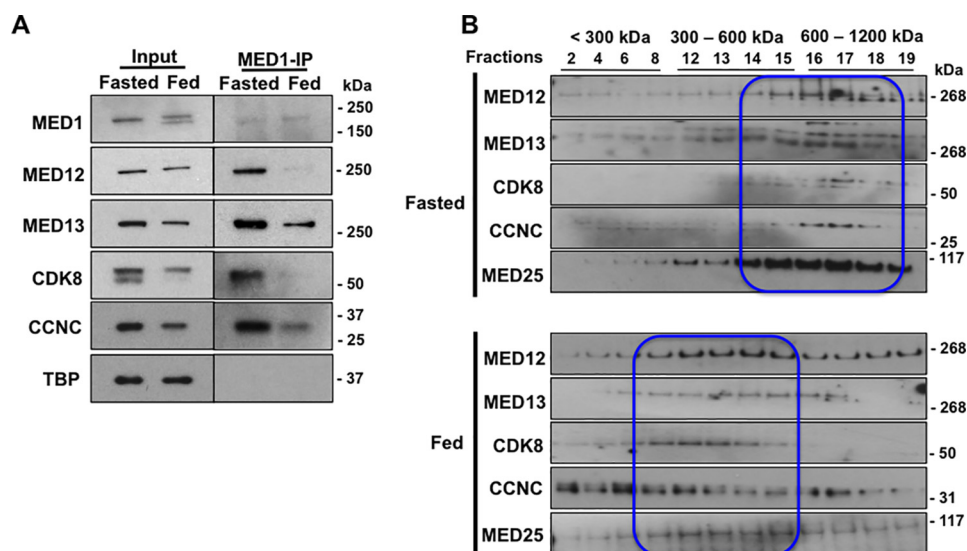 A
Input
MED1-IP
Fasted Fed
Fasted Fed
kDa
MED1
- 250
- 150
MED12
- 250
MED13
- 250
CDK8
- 50
CCNC
- 37
- 25
TBP
- 37
B
< 300 kDa
300 – 600 kDa
600 – 1200 kDa
Fractions
2 4 6 8 12 13 14 15 16 17 18 19
kDa
Fasted
MED12
- 268
MED13
- 268
CDK8
- 50
CCNC
- 25
MED25
- 117
Fed
MED12
- 268
MED13
- 268
CDK8
- 50
CCNC
- 31
MED25
- 117